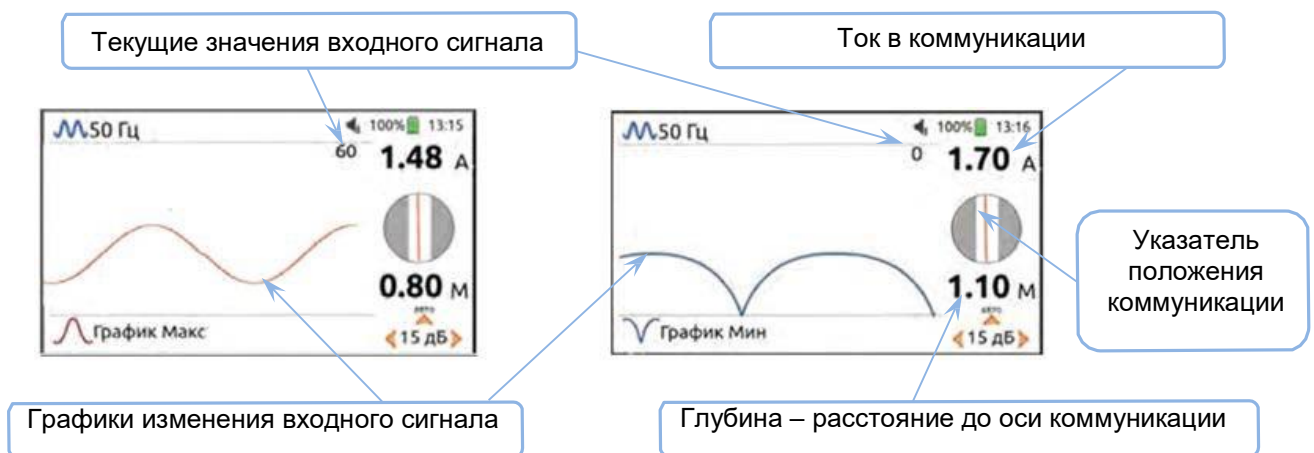 Текущие значения входного сигнала
Ток в коммуникации
50 Гц
100% 13:15
60
1.48 А
0.80 м
авто
15 дБ
График Макс
50 Гц
100% 13:16
0
1.70 А
1.10 м
авто
15 дБ
График Мин
Указатель
положения
коммуникации
Графики изменения входного сигнала
Глубина – расстояние до оси коммуникации